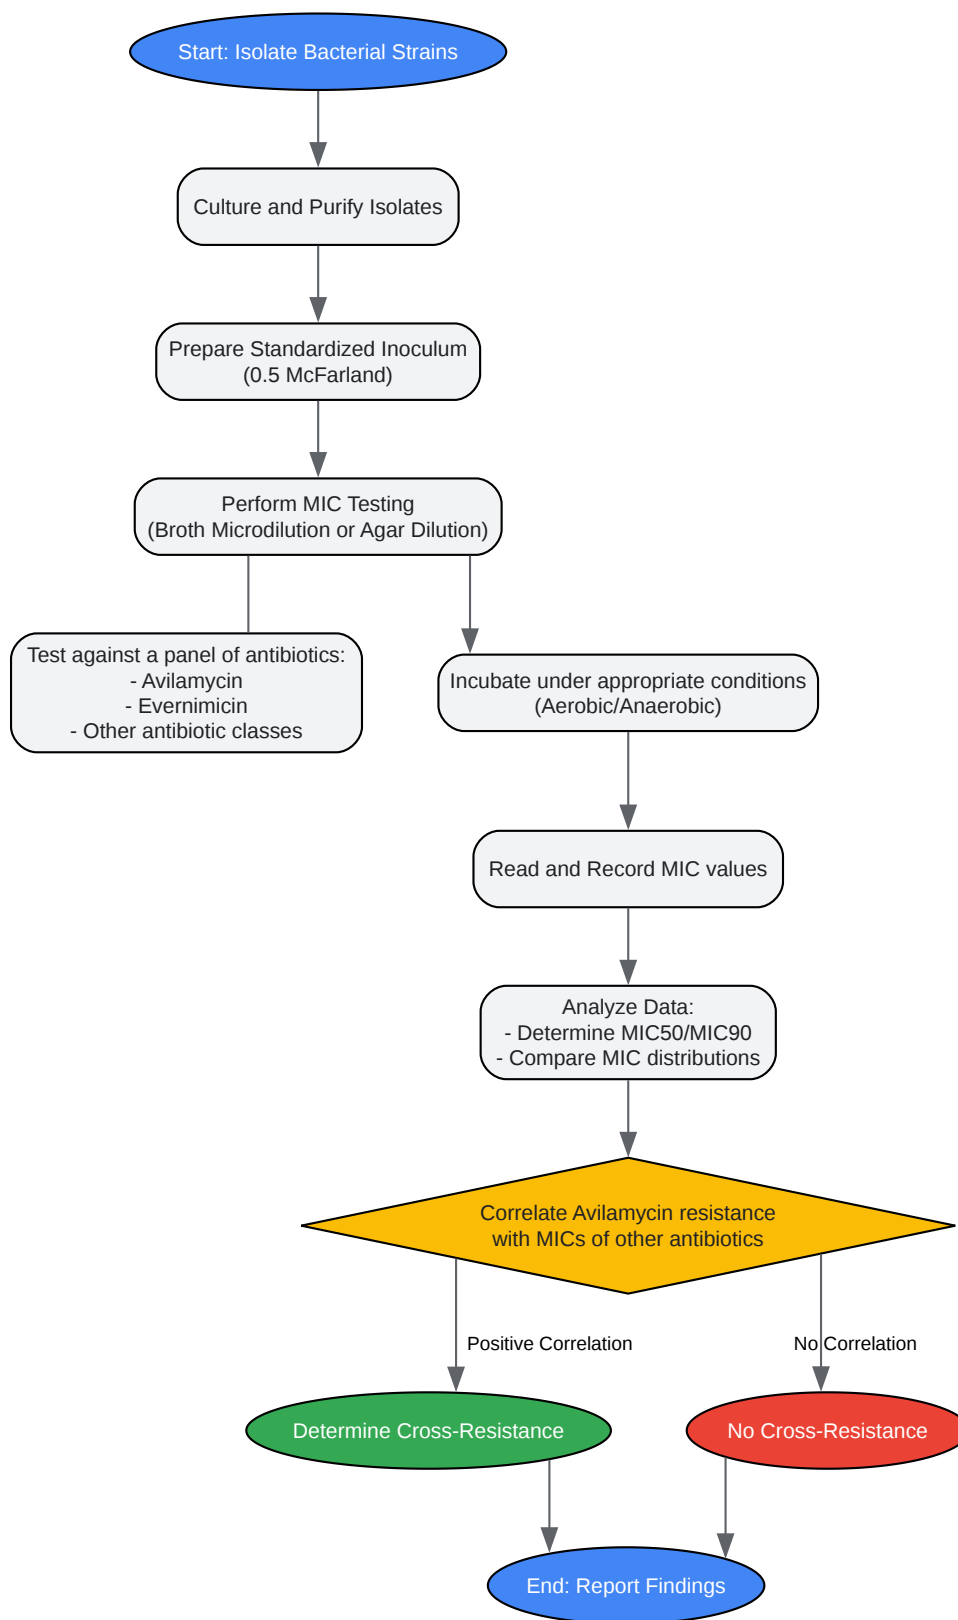 Start: Isolate Bacterial Strains
Culture and Purify Isolates
Prepare Standardized Inoculum
(0.5 McFarland)
Perform MIC Testing
(Broth Microdilution or Agar Dilution)
Test against a panel of antibiotics:
- Avilamycin
- Evernimicin
- Other antibiotic classes
Incubate under appropriate conditions
(Aerobic/Anaerobic)
Read and Record MIC values
Analyze Data:
- Determine MIC50/MIC90
- Compare MIC distributions
Correlate Avilamycin resistance
with MICs of other antibiotics
Positive Correlation
No Correlation
Determine Cross-Resistance
No Cross-Resistance
End: Report Findings